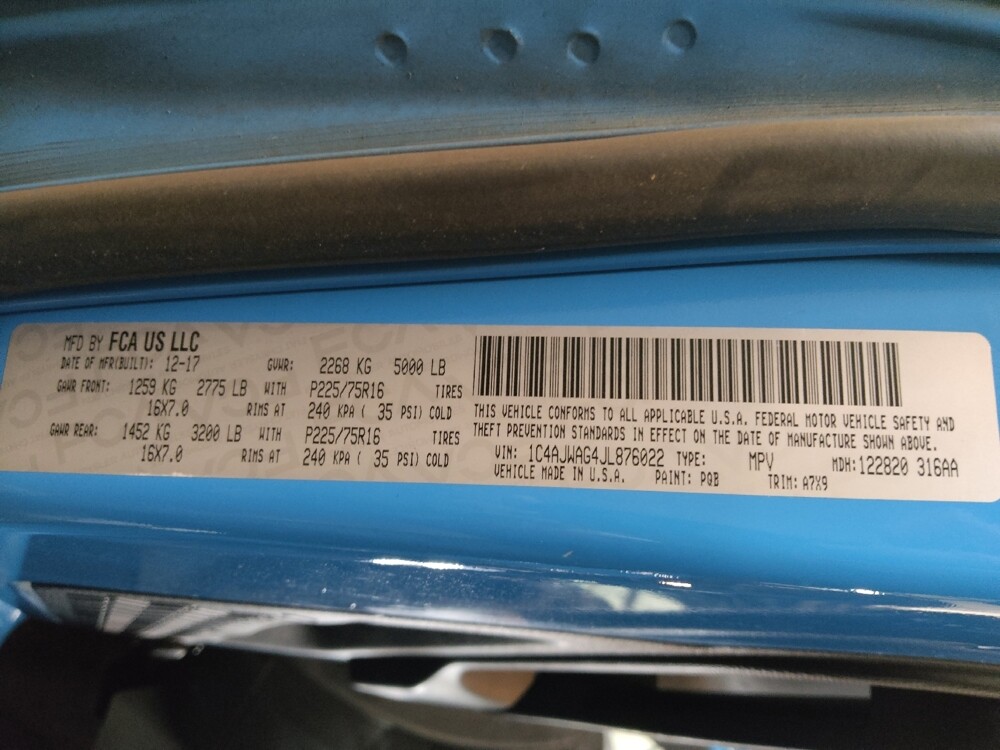 MFD BY FCA US LLC
DATE OF MFR(BUILT): 12-17 GVWR: 2268 KG 5000 LB
GAWR FRONT: 1259 KG 2775 LB WITH P225/75R16 TIRES
16X7.0 RIMS AT 240 KPA ( 35 PSI) COLD
GAWR REAR: 1452 KG 3200 LB WITH P225/75R16 TIRES
16X7.0 RIMS AT 240 KPA ( 35 PSI) COLD
THIS VEHICLE CONFORMS TO ALL APPLICABLE U.S.A. FEDERAL MOTOR VEHICLE SAFETY AND
THEFT PREVENTION STANDARDS IN EFFECT ON THE DATE OF MANUFACTURE SHOWN ABOVE.
VIN: 1C4AJWAG4JL876022 TYPE: MPV MDH:122820 316AA
VEHICLE MADE IN U.S.A. PAINT: PQB TRIM: A7X9